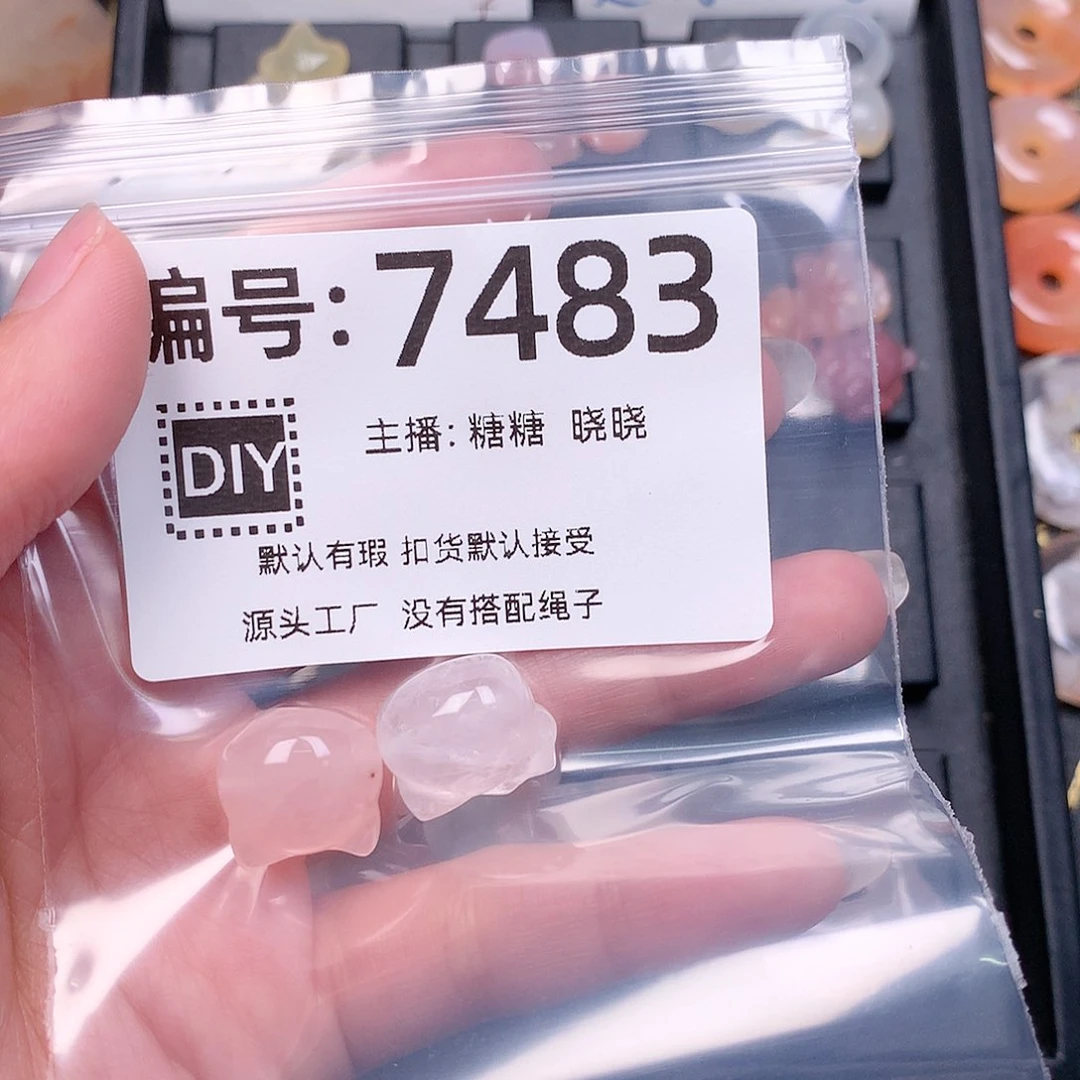 编号:7483
DIY
主播:糖糖 晓晓
默认有瑕 扣货默认接受
源头工厂 没有搭配绳子